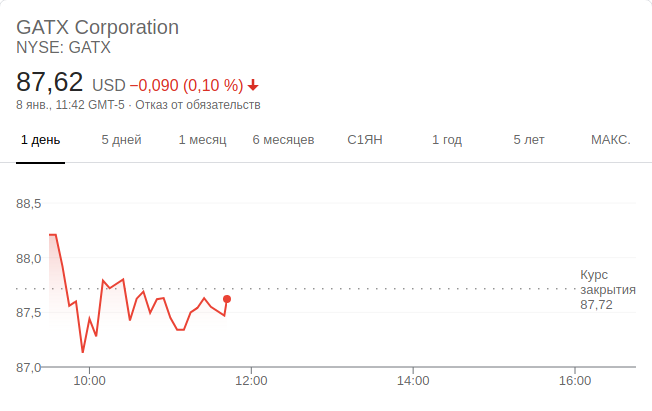 GATX Corporation
NYSE: GATX
87,62 USD −0,090 (0,10 %)
8 янв., 11:42 GMT-5 · Отказ от обязательств
1 день 5 дней 1 месяц 6 месяцев С1ЯН 1 год 5 лет МАКС.
88,5
88,0
Курс
закрытия
87,72
87,5
87,0
10:00 12:00 14:00 16:00